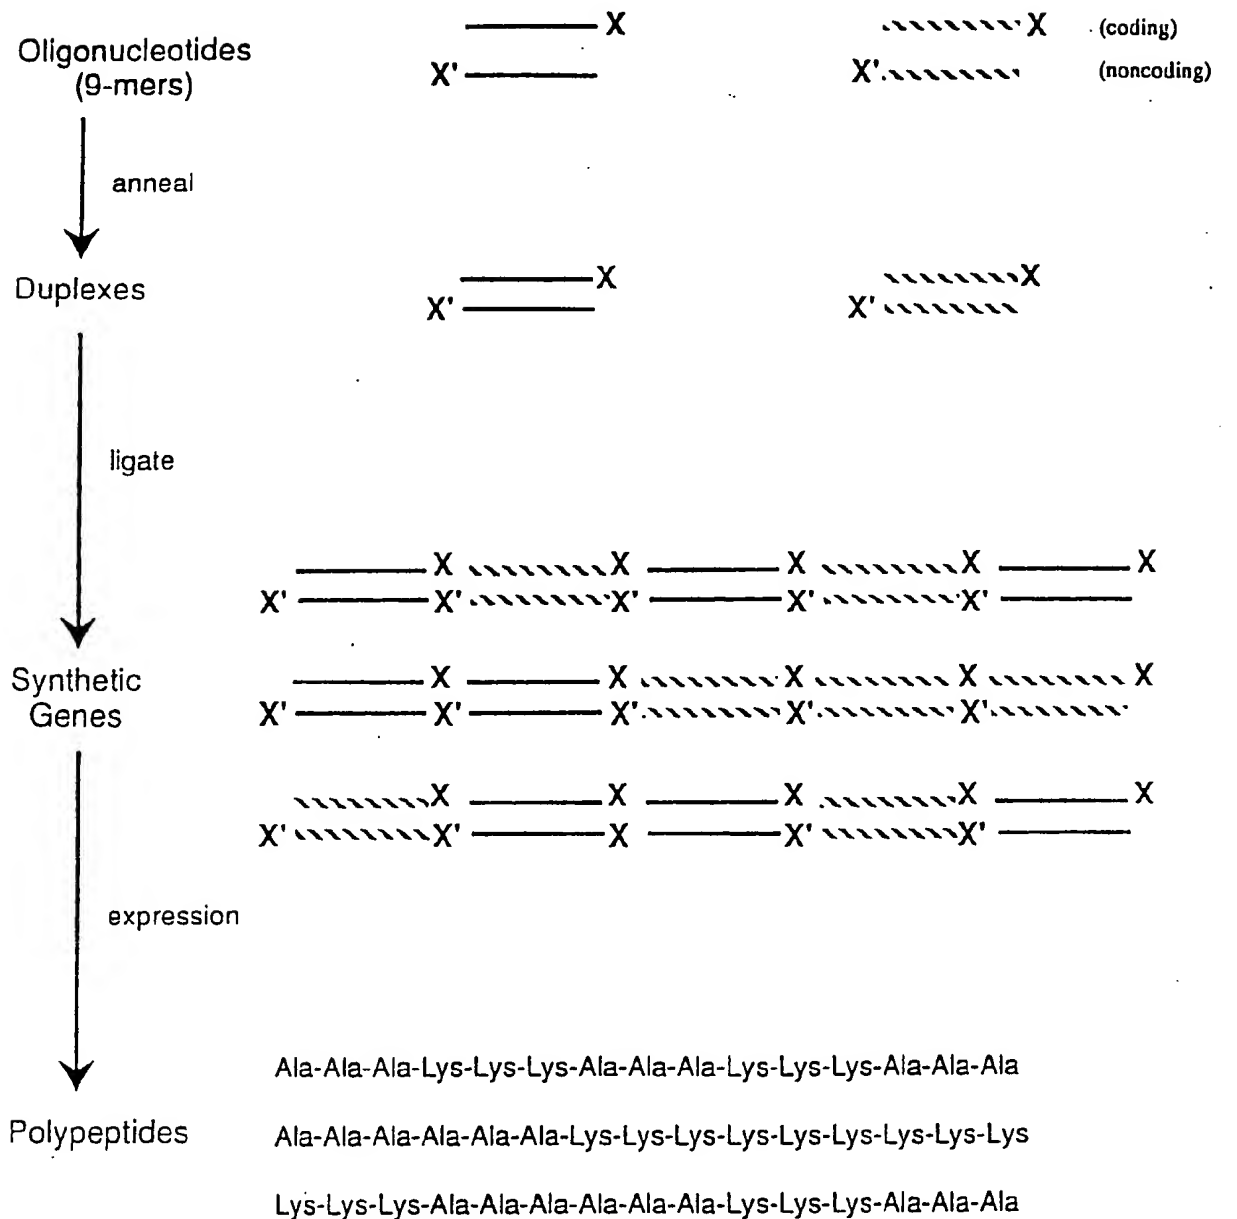 Oligonucleotides
(9-mers)
X X (coding)
X' X' (noncoding)
anneal
Duplexes
X X
X' X'
ligate
X X X X X
X' X' X' X' X'
Synthetic
Genes
X X X X X
X' X' X' X' X'
X X X X X
X' X' X X' X'
expression
Ala-Ala-Ala-Lys-Lys-Lys-Ala-Ala-Ala-Lys-Lys-Lys-Ala-Ala-Ala
Polypeptides
Ala-Ala-Ala-Ala-Ala-Ala-Lys-Lys-Lys-Lys-Lys-Lys-Lys-Lys-Lys
Lys-Lys-Lys-Ala-Ala-Ala-Ala-Ala-Ala-Lys-Lys-Lys-Ala-Ala-Ala